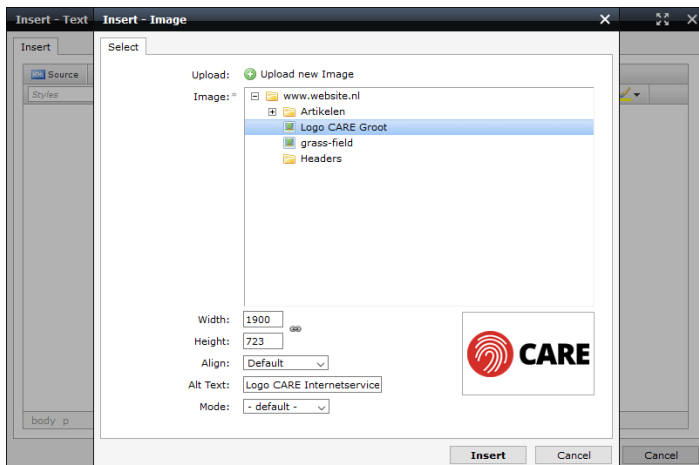 Insert - Text
Insert - Image
Insert
Select
Source
Styles
Upload:
Upload new Image
Image:*
www.website.nl
Artikelen
Logo CARE Groot
grass-field
Headers
Width:
1900
Height:
723
Align:
Default
Alt Text:
Logo CARE Internetservice
Mode:
- default -
CARE
body p
Insert
Cancel
Cancel